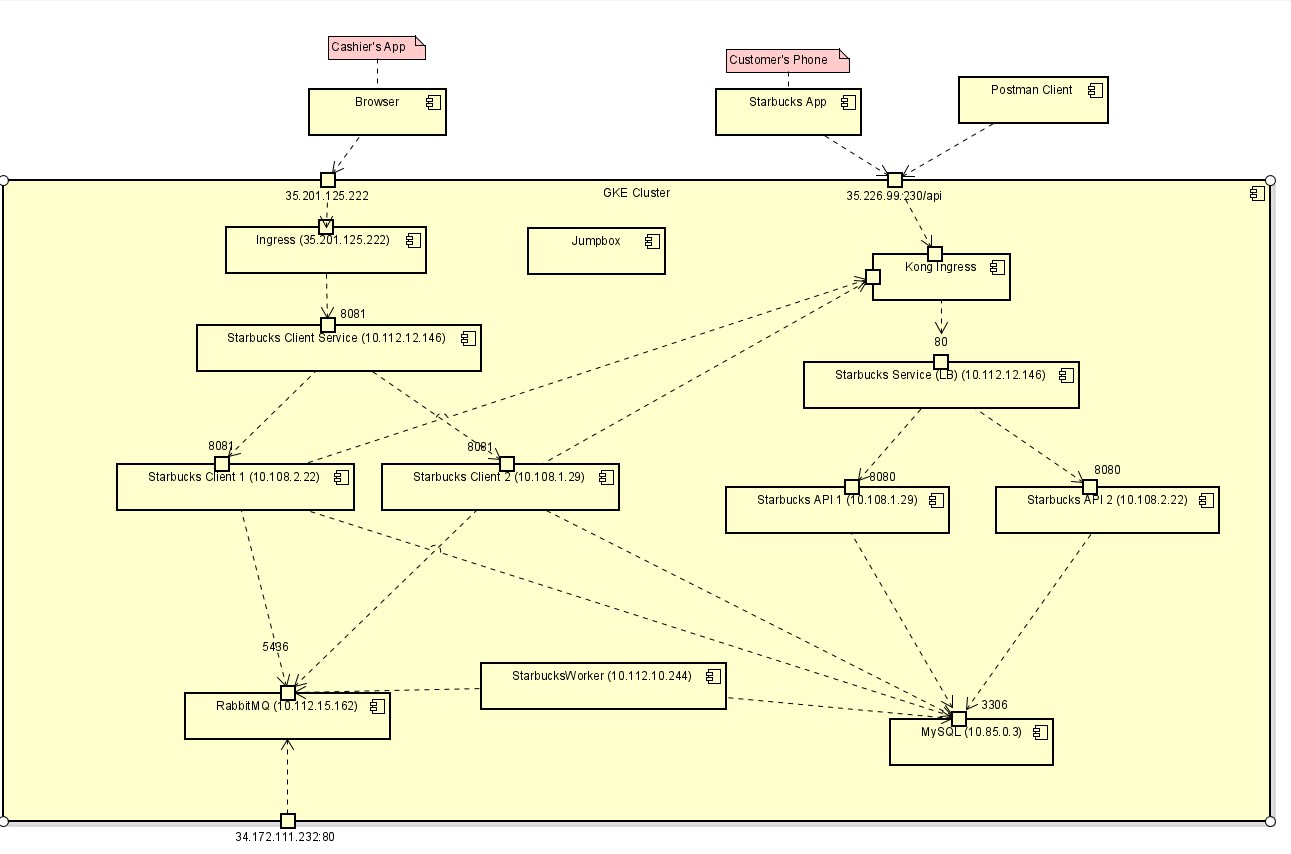 Cashier's App
Customer's Phone
Browser
Starbucks App
Postman Client
35.201.125.222
GKE Cluster
35.226.99.230/api
Ingress (35.201.125.222)
Jumpbox
Kong Ingress
8081
Starbucks Client Service (10.112.12.146)
80
Starbucks Service (LB) (10.112.12.146)
8081
8081
Starbucks Client 1 (10.108.2.22)
Starbucks Client 2 (10.108.1.29)
8080
8080
Starbucks API 1 (10.108.1.29)
Starbucks API 2 (10.108.2.22)
5436
StarbucksWorker (10.112.10.244)
RabbitMQ (10.112.15.162)
3306
MySQL (10.85.0.3)
34.172.111.232:80